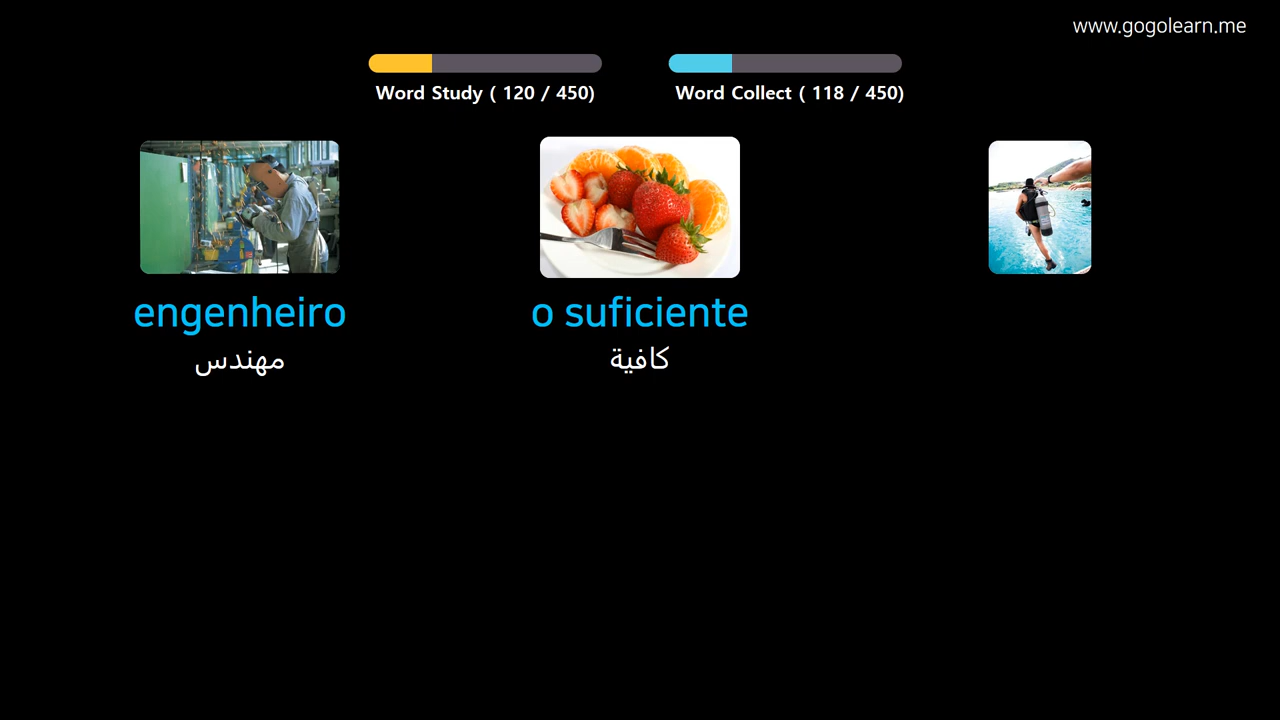 www.gogolearn.me
Word Study ( 120 / 450)
Word Collect ( 118 / 450)
engenheiro
مهندس
o suficiente
كافية